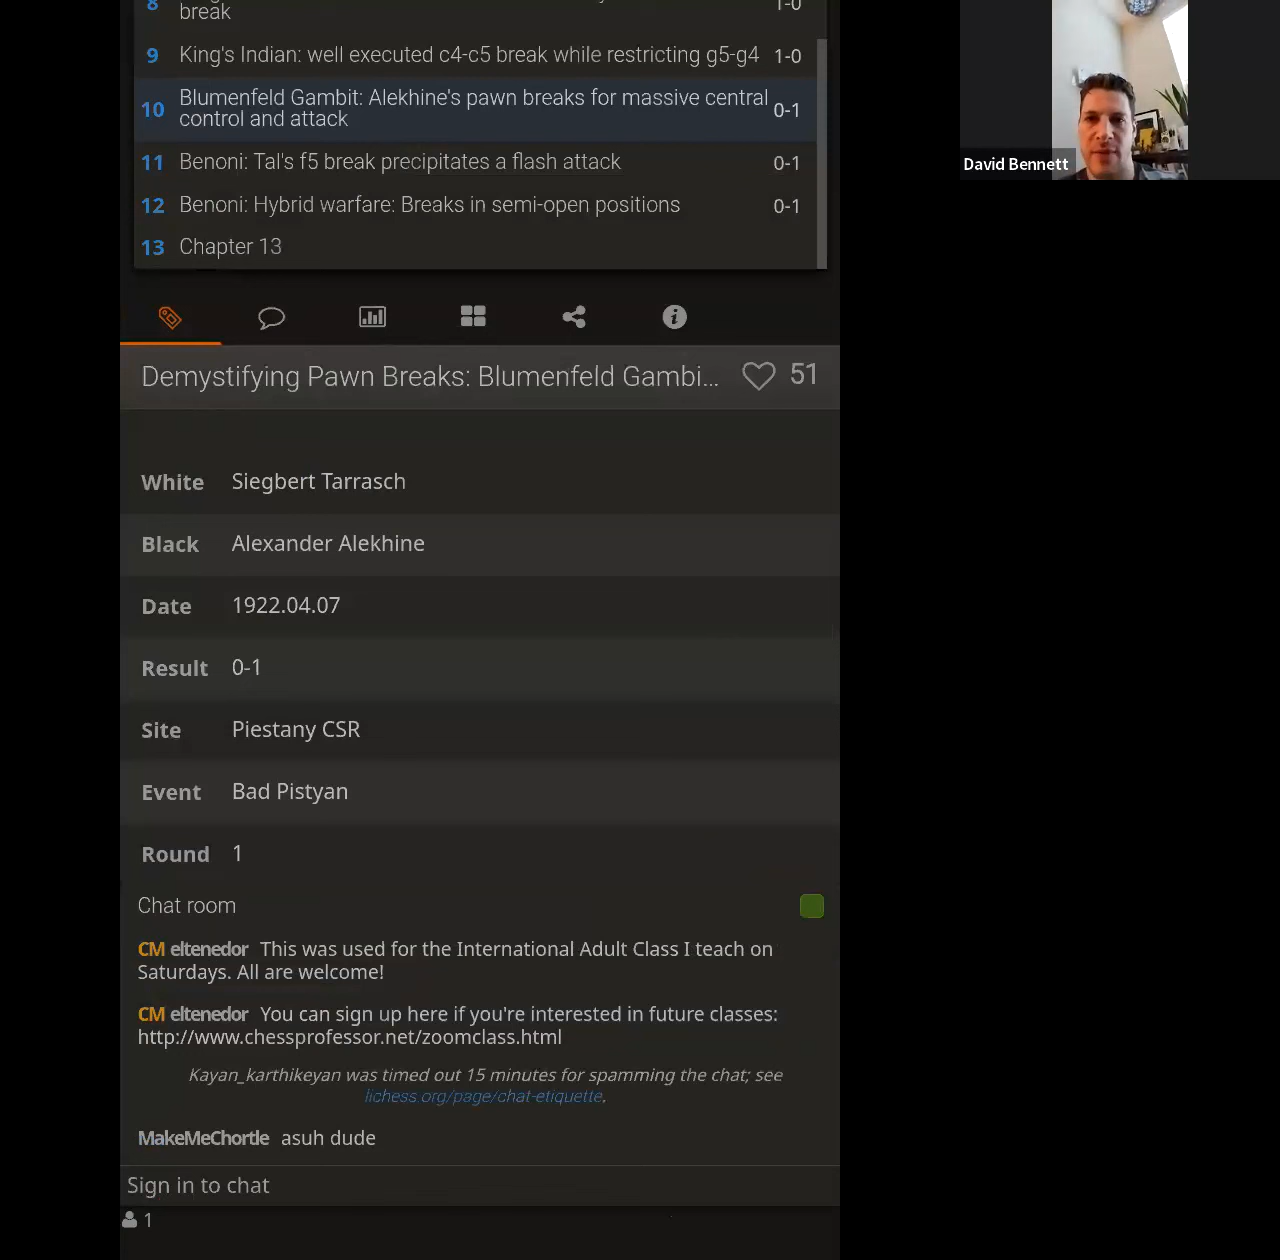 8
break
1-0
9 King's Indian: well executed c4-c5 break while restricting g5-g4 1-0
10 Blumenfeld Gambit: Alekhine's pawn breaks for massive central
control and attack 0-1
11 Benoni: Tal's f5 break precipitates a flash attack 0-1
12 Benoni: Hybrid warfare: Breaks in semi-open positions 0-1
13 Chapter 13
David Bennett
Demystifying Pawn Breaks: Blumenfeld Gambi... 51
White Siegbert Tarrasch
Black Alexander Alekhine
Date 1922.04.07
Result 0-1
Site Piestany CSR
Event Bad Pistyan
Round 1
Chat room
CM eltenedor This was used for the International Adult Class I teach on
Saturdays. All are welcome!
CM eltenedor You can sign up here if you're interested in future classes:
http://www.chessprofessor.net/zoomclass.html
Kayan_karthikeyan was timed out 15 minutes for spamming the chat; see
lichess.org/page/chat-etiquette.
MakeMeChortle asuh dude
Sign in to chat
1